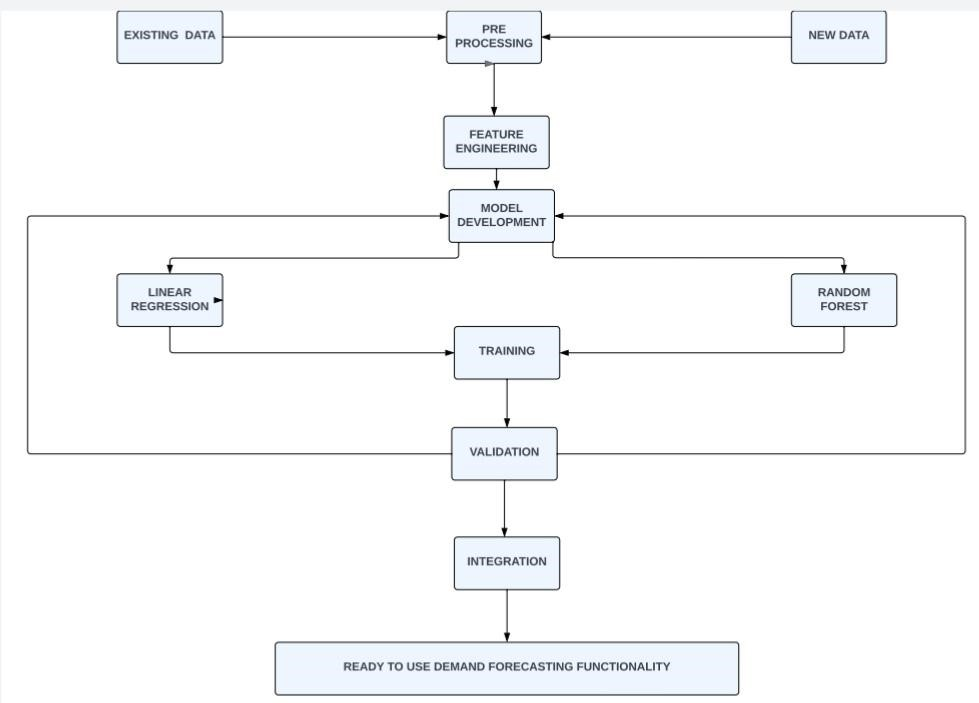 EXISTING DATA
PRE
PROCESSING
NEW DATA
FEATURE
ENGINEERING
MODEL
DEVELOPMENT
LINEAR
REGRESSION
RANDOM
FOREST
TRAINING
VALIDATION
INTEGRATION
READY TO USE DEMAND FORECASTING FUNCTIONALITY